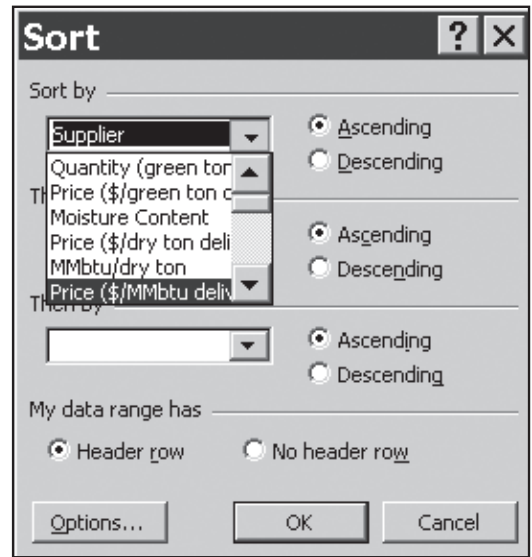 Sort ? X
Sort by
Supplier
Ascending
Descending
Quantity (green ton
Price ($/green ton
Moisture Content
Price ($/dry ton deli
MMbtu/dry ton
Price ($/MMbtu deliv
Ascending
Descending
Then by
Ascending
Descending
My data range has
Header row
No header row
Options...
OK
Cancel